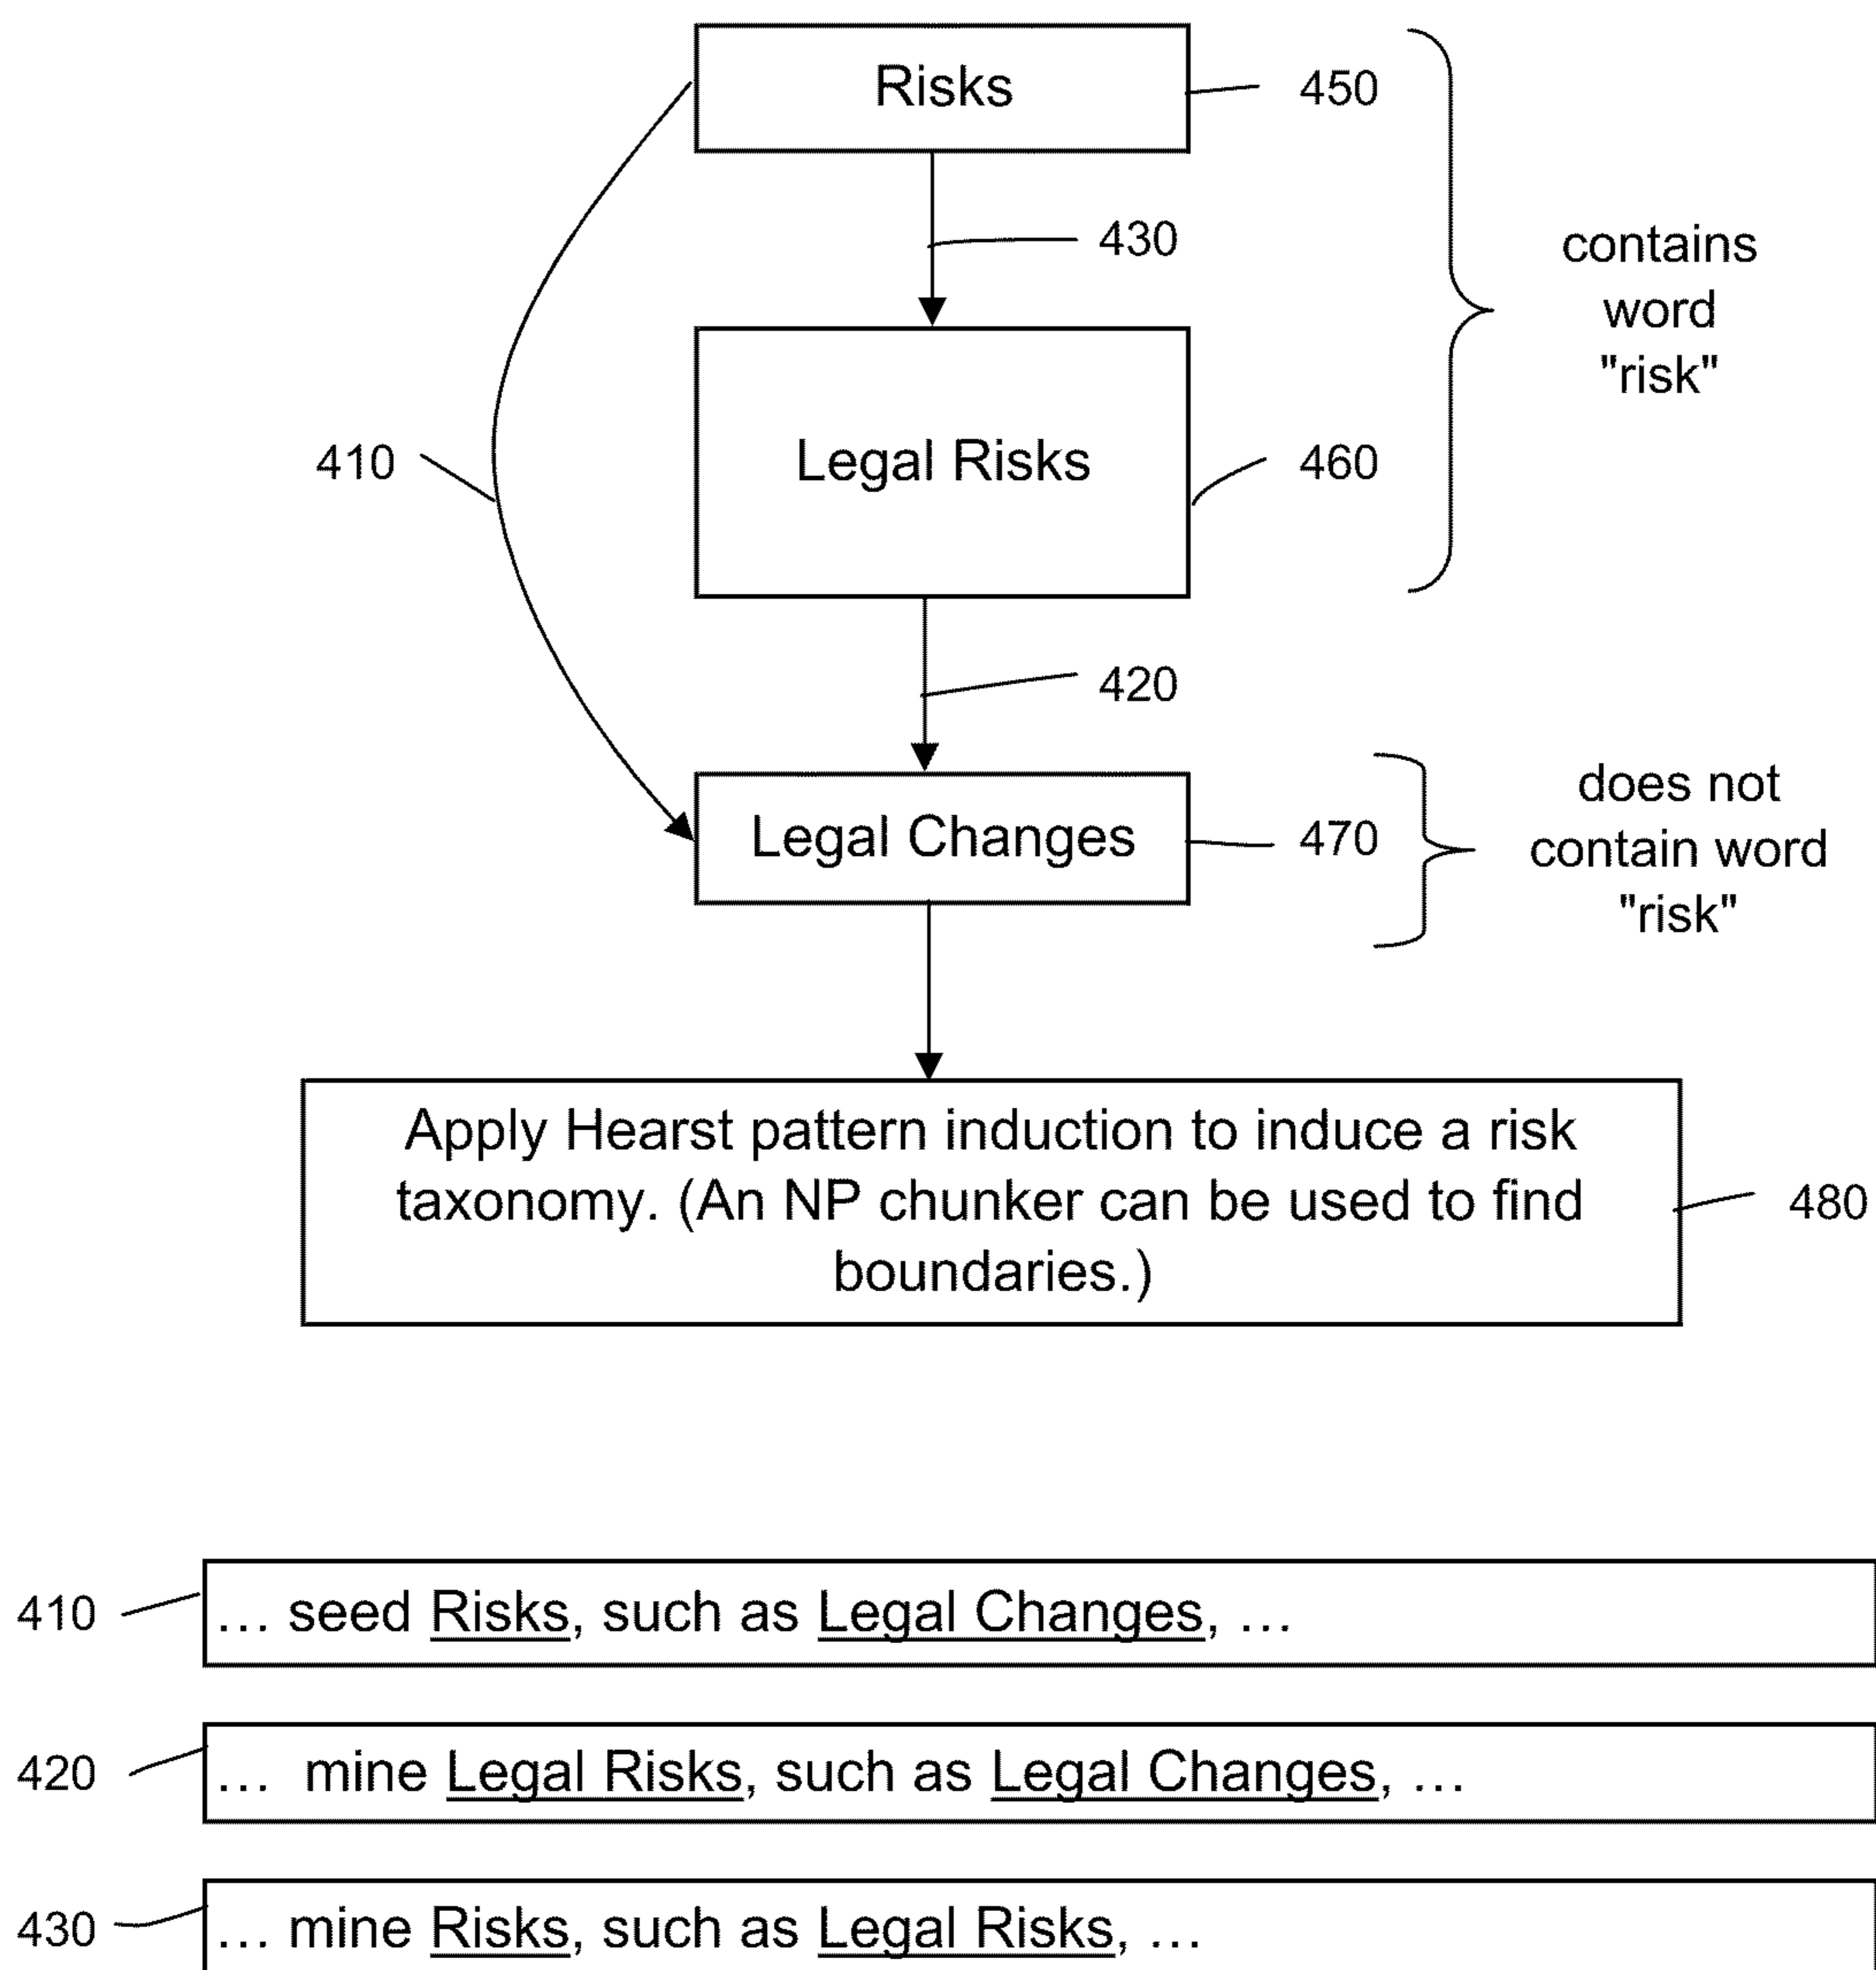 Risks
450
430
contains
word
"risk"
410
Legal Risks
460
420
Legal Changes
470
does not
contain word
"risk"
Apply Hearst pattern induction to induce a risk
taxonomy. (An NP chunker can be used to find
boundaries.)
480
410
... seed Risks, such as Legal Changes, ...
420
... mine Legal Risks, such as Legal Changes, ...
430
... mine Risks, such as Legal Risks, ...